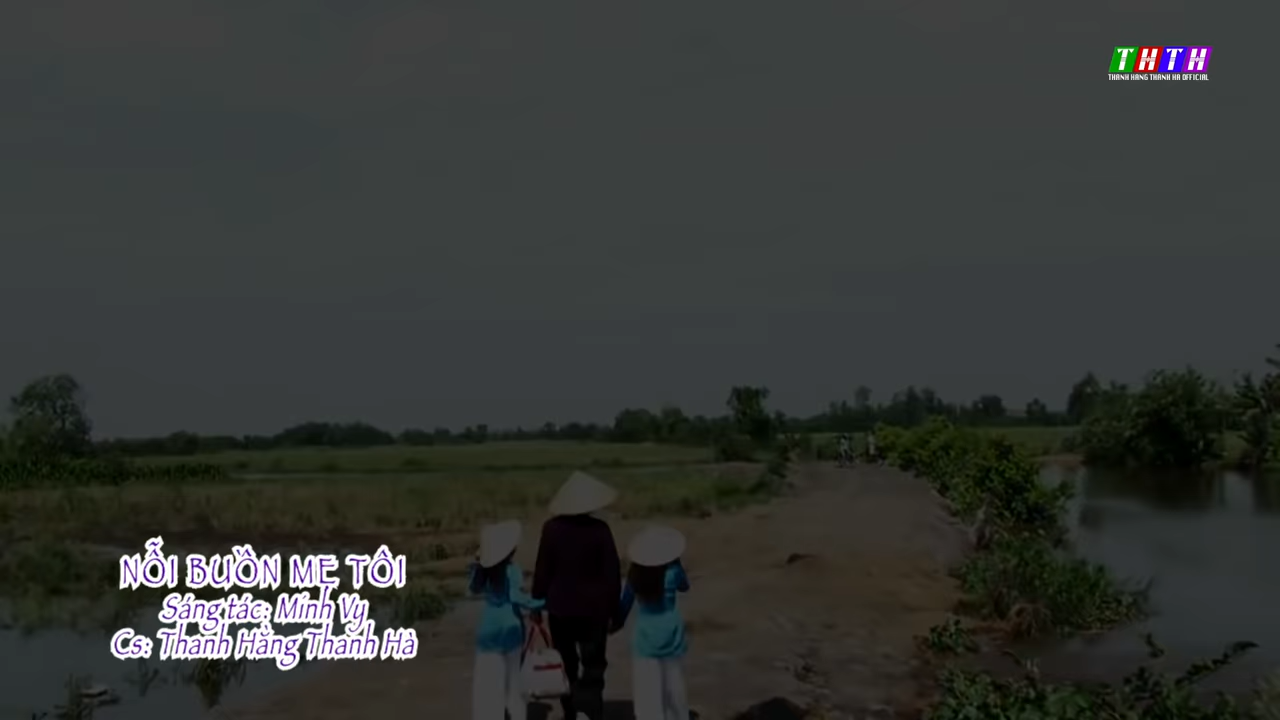 THTH
THANH HANG THANH HA OFFICIAL
NỖI BUỒN MẸ TÔI
Sáng tác: Minh Vy
Cs: Thanh Hằng Thanh Hà